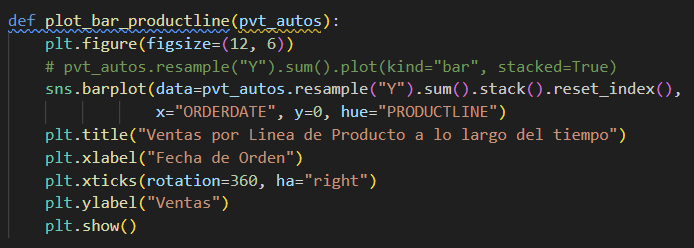 def plot_bar_productline(pvt_autos):
    plt.figure(figsize=(12, 6))
    # pvt_autos.resample("Y").sum().plot(kind="bar", stacked=True)
    sns.barplot(data=pvt_autos.resample("Y").sum().stack().reset_index(),
                x="ORDERDATE", y=0, hue="PRODUCTLINE")
    plt.title("Ventas por Linea de Producto a lo largo del tiempo")
    plt.xlabel("Fecha de Orden")
    plt.xticks(rotation=360, ha="right")
    plt.ylabel("Ventas")
    plt.show()